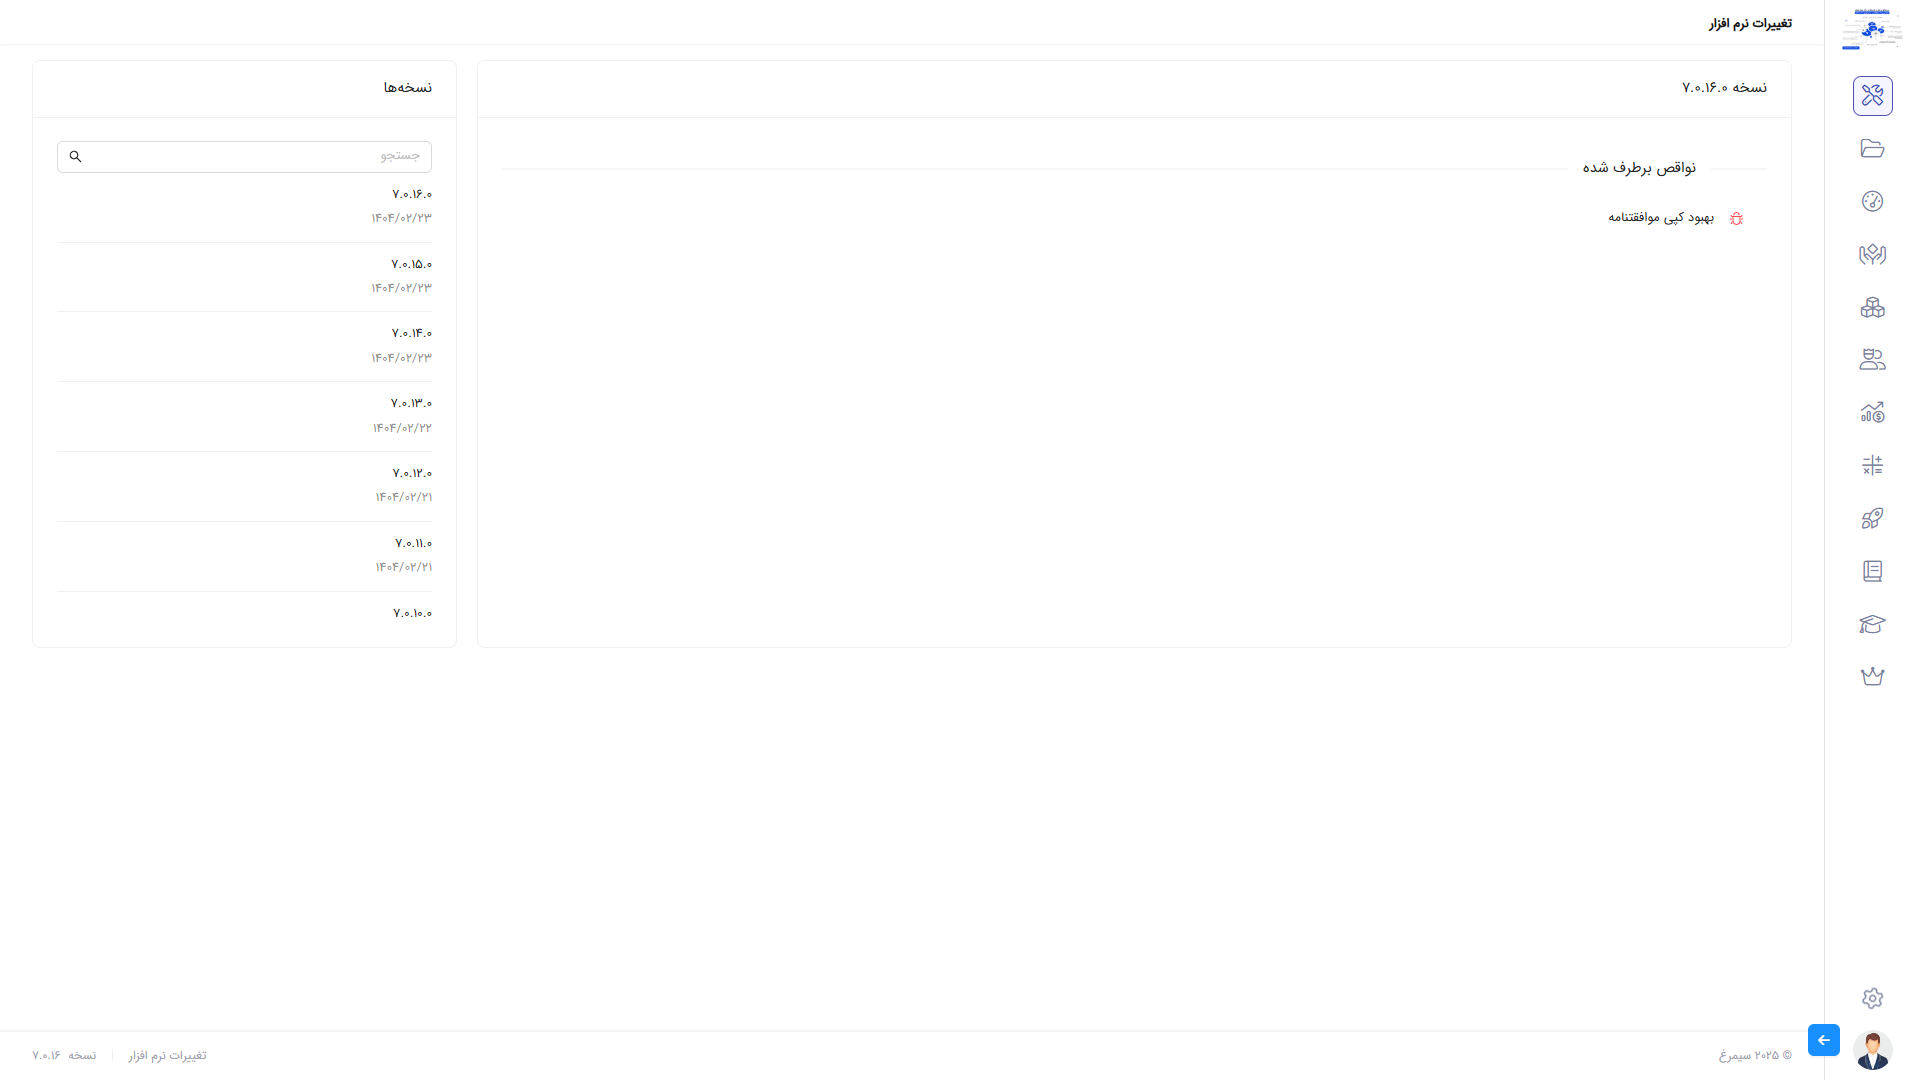 تغییرات نرم افزار
نسخه ۷.۰.۱۶.۰
نواقص برطرف شده
بهبود کپی موافقتنامه
نسخه‌ها
جستجو
۷.۰.۱۶.۰
۱۴۰۴/۰۲/۲۳
۷.۰.۱۵.۰
۱۴۰۴/۰۲/۲۳
۷.۰.۱۴.۰
۱۴۰۴/۰۲/۲۳
۷.۰.۱۳.۰
۱۴۰۴/۰۲/۲۲
۷.۰.۱۲.۰
۱۴۰۴/۰۲/۲۱
۷.۰.۱۱.۰
۱۴۰۴/۰۲/۲۱
۷.۰.۱۰.۰
© ۲۰۲۵ سیمرغ
تغییرات نرم افزار
نسخه ۷.۰.۱۶